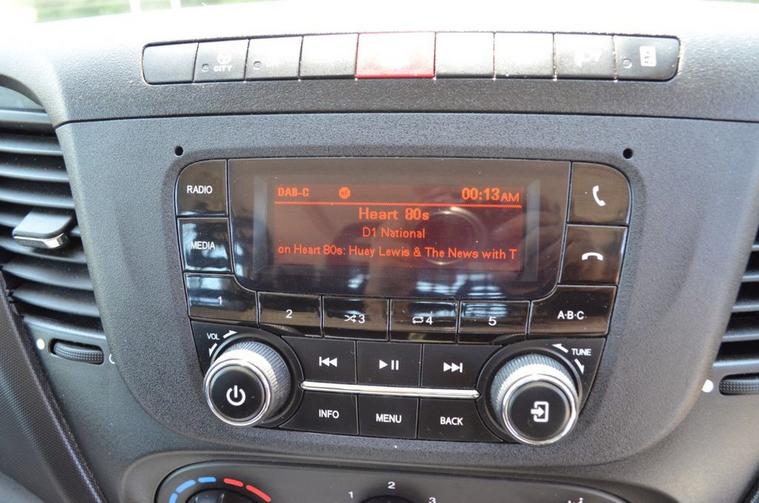 CITY
RADIO
MEDIA
DAB-C 00:13AM
Heart 80s
D1 National
on Heart 80s: Huey Lewis & The News with T
1 2 3 4 5 A·B·C
VOL TUNE
INFO MENU BACK
1 2 3